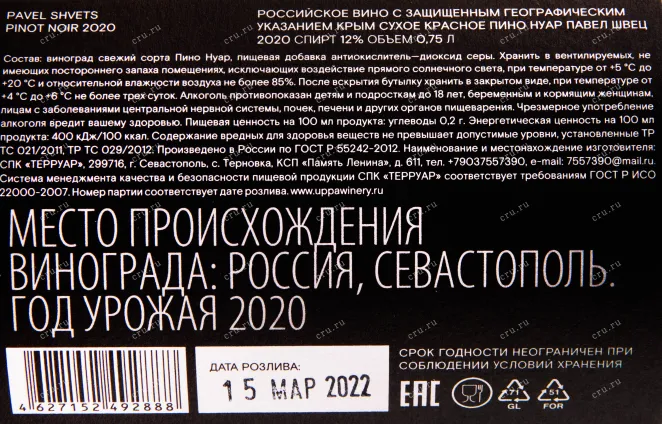 PAVEL SHVETS
PINOT NOIR 2020
РОССИЙСКОЕ ВИНО С ЗАЩИЩЕННЫМ ГЕОГРАФИЧЕСКИМ
УКАЗАНИЕМ КРЫМ СУХОЕ КРАСНОЕ ПИНО НУАР ПАВЕЛ ШВЕЦ
2020 СПИРТ 12% ОБЪЕМ 0,75 Л
Состав: виноград свежий сорта Пино Нуар, пищевая добавка антиокислитель—диоксид серы. Хранить в вентилируемых, не
имеющих постороннего запаха помещениях, исключающих воздействие прямого солнечного света, при температуре от +5 °С до
+20 °С и относительной влажности воздуха не более 85%. После вскрытия бутылку хранить в закрытом виде, при температуре от
+4 °С до +6 °С не более трех суток. Алкоголь противопоказан детям и подросткам до 18 лет, беременным и кормящим женщинам,
лицам с заболеваниями центральной нервной системы, почек, печени и других органов пищеварения. Чрезмерное употребление
алкоголя вредит вашему здоровью. Пищевая ценность на 100 мл продукта: углеводы 0,2 г. Энергетическая ценность на 100 мл
продукта: 400 кДж/100 ккал. Содержание вредных для здоровья веществ не превышает допустимые уровни, установленные ТР
ТС 021/2011, ТР ТС 029/2012. Произведено в России по ГОСТ Р 55242-2012. Наименование и местонахождение изготовителя:
СПК «ТЕРРУАР», 299716, г. Севастополь, с. Терновка, КСП «Память Ленина», д. 611, тел. +79037557390, e-mail: 7557390@mail.ru.
Система менеджмента качества и безопасности пищевой продукции СПК «ТЕРРУАР» соответствует требованиям ГОСТ Р ИСО
22000-2007. Номер партии соответствует дате розлива. www.uppawinery.ru
МЕСТО ПРОИСХОЖДЕНИЯ
ВИНОГРАДА: РОССИЯ, СЕВАСТОПОЛЬ.
ГОД УРОЖАЯ 2020
4 627152 492888
ДАТА РОЗЛИВА:
15 МАР 2022
СРОК ГОДНОСТИ НЕОГРАНИЧЕН ПРИ
СОБЛЮДЕНИИ УСЛОВИЙ ХРАНЕНИЯ
EAC
71
GL
51
FOR
cru.ru